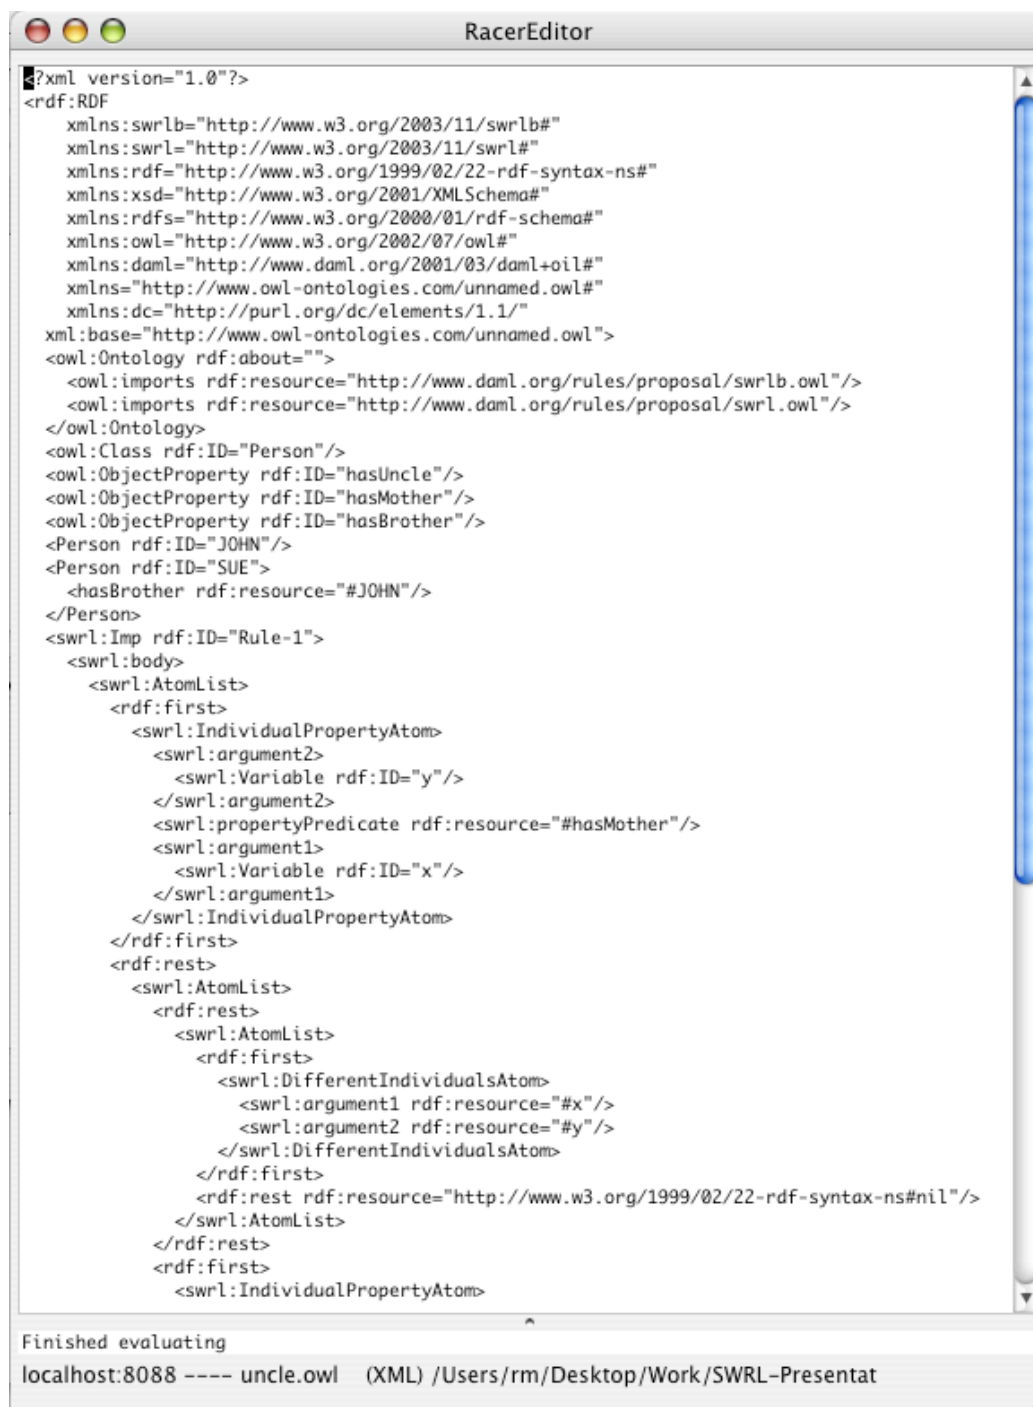 RacerEditor
<?xml version="1.0"?>
<rdf:RDF
    xmlns:swrlb="http://www.w3.org/2003/11/swrlb#"
    xmlns:swrl="http://www.w3.org/2003/11/swrl#"
    xmlns:rdf="http://www.w3.org/1999/02/22-rdf-syntax-ns#"
    xmlns:xsd="http://www.w3.org/2001/XMLSchema#"
    xmlns:rdfs="http://www.w3.org/2000/01/rdf-schema#"
    xmlns:owl="http://www.w3.org/2002/07/owl#"
    xmlns:daml="http://www.daml.org/2001/03/daml+oil#"
    xmlns="http://www.owl-ontologies.com/unnamed.owl#"
    xmlns:dc="http://purl.org/dc/elements/1.1/"
  xml:base="http://www.owl-ontologies.com/unnamed.owl">
  <owl:Ontology rdf:about="">
    <owl:imports rdf:resource="http://www.daml.org/rules/proposal/swrlb.owl"/>
    <owl:imports rdf:resource="http://www.daml.org/rules/proposal/swrl.owl"/>
  </owl:Ontology>
  <owl:Class rdf:ID="Person"/>
  <owl:ObjectProperty rdf:ID="hasUncle"/>
  <owl:ObjectProperty rdf:ID="hasMother"/>
  <owl:ObjectProperty rdf:ID="hasBrother"/>
  <Person rdf:ID="JOHN"/>
  <Person rdf:ID="SUE">
    <hasBrother rdf:resource="#JOHN"/>
  </Person>
  <swrl:Imp rdf:ID="Rule-1">
    <swrl:body>
      <swrl:AtomList>
        <rdf:first>
          <swrl:IndividualPropertyAtom>
            <swrl:argument2>
              <swrl:Variable rdf:ID="y"/>
            </swrl:argument2>
            <swrl:propertyPredicate rdf:resource="#hasMother"/>
            <swrl:argument1>
              <swrl:Variable rdf:ID="x"/>
            </swrl:argument1>
          </swrl:IndividualPropertyAtom>
        </rdf:first>
        <rdf:rest>
          <swrl:AtomList>
            <rdf:rest>
              <swrl:AtomList>
                <rdf:first>
                  <swrl:DifferentIndividualsAtom>
                    <swrl:argument1 rdf:resource="#x"/>
                    <swrl:argument2 rdf:resource="#y"/>
                  </swrl:DifferentIndividualsAtom>
                </rdf:first>
                <rdf:rest rdf:resource="http://www.w3.org/1999/02/22-rdf-syntax-ns#nil"/>
              </swrl:AtomList>
            </rdf:rest>
            <rdf:first>
              <swrl:IndividualPropertyAtom>
Finished evaluating
localhost:8088 ---- uncle.owl    (XML) /Users/rm/Desktop/Work/SWRL-Presentat